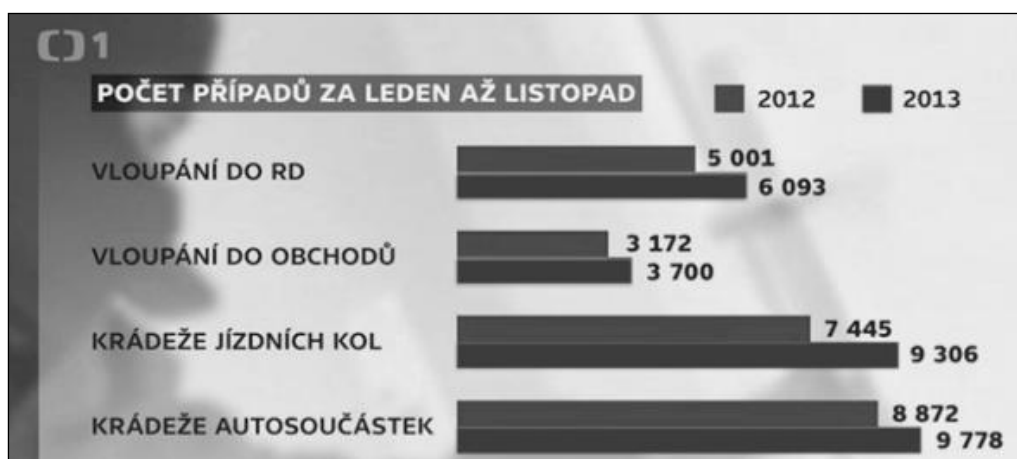 1
POČET PŘÍPADŮ ZA LEDEN AŽ LISTOPAD
2012
2013
VLOUPÁNÍ DO RD
5 001
6 093
VLOUPÁNÍ DO OBCHODŮ
3 172
3 700
KRÁDEŽE JÍZDNÍCH KOL
7 445
9 306
KRÁDEŽE AUTOSOUČÁSTEK
8 872
9 778